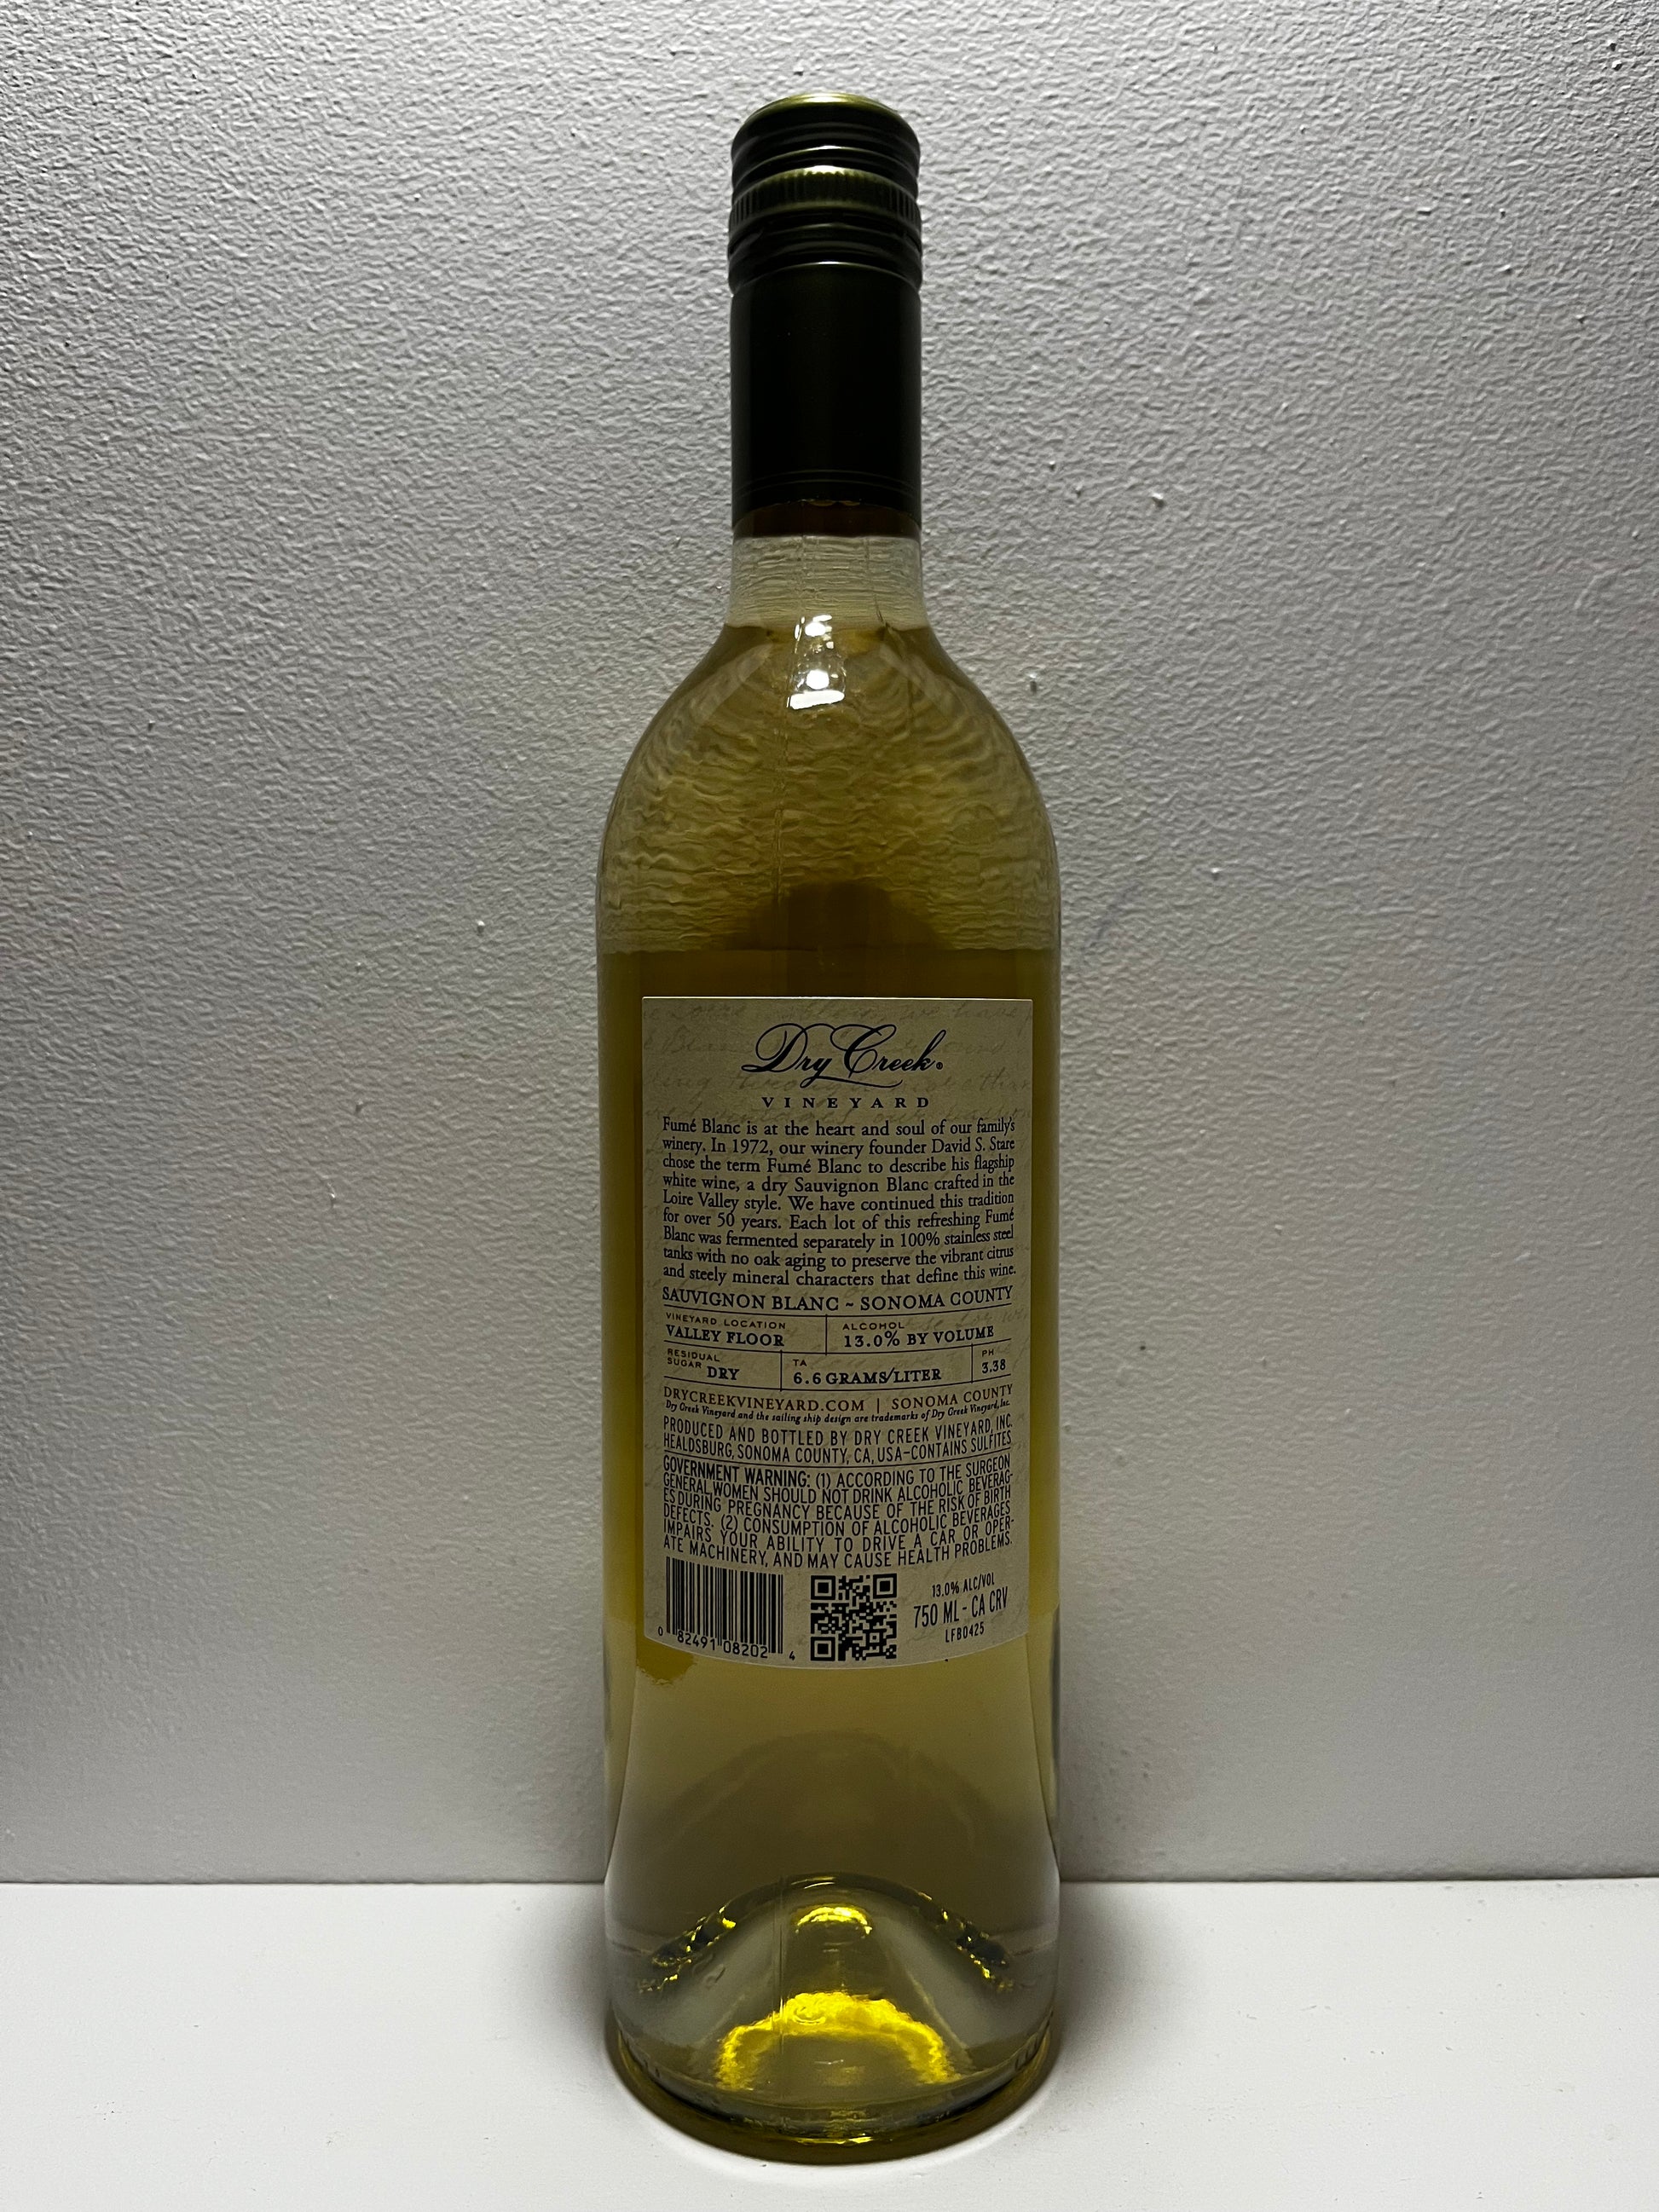 Dry Creek®
VINEYARD
Fumé Blanc is at the heart and soul of our family's
winery. In 1972, our winery founder David S. Stare
chose the term Fumé Blanc to describe his flagship
white wine, a dry Sauvignon Blanc crafted in the
Loire Valley style. We have continued this tradition
for over 50 years. Each lot of this refreshing Fumé
Blanc was fermented separately in 100% stainless steel
tanks with no oak aging to preserve the vibrant citrus
and steely mineral characters that define this wine.
SAUVIGNON BLANC ~ SONOMA COUNTY
VINEYARD LOCATION
VALLEY FLOOR
ALCOHOL
13.0% BY VOLUME
RESIDUAL
SUGAR DRY
TA
6.6 GRAMS/LITER
PH
3.38
DRYCREEKVINEYARD.COM | SONOMA COUNTY
Dry Creek Vineyard and the sailing ship design are trademarks of Dry Creek Vineyard, Inc.
PRODUCED AND BOTTLED BY DRY CREEK VINEYARD, INC.
HEALDSBURG, SONOMA COUNTY, CA, USA-CONTAINS SULFITES
GOVERNMENT WARNING: (1) ACCORDING TO THE SURGEON
GENERAL, WOMEN SHOULD NOT DRINK ALCOHOLIC BEVERAG-
ES DURING PREGNANCY BECAUSE OF THE RISK OF BIRTH
DEFECTS. (2) CONSUMPTION OF ALCOHOLIC BEVERAGES
IMPAIRS YOUR ABILITY TO DRIVE A CAR OR OPER-
ATE MACHINERY, AND MAY CAUSE HEALTH PROBLEMS.
0 82491 08202 4
13.0% ALC/VOL
750 ML - CA CRV
LFB0425